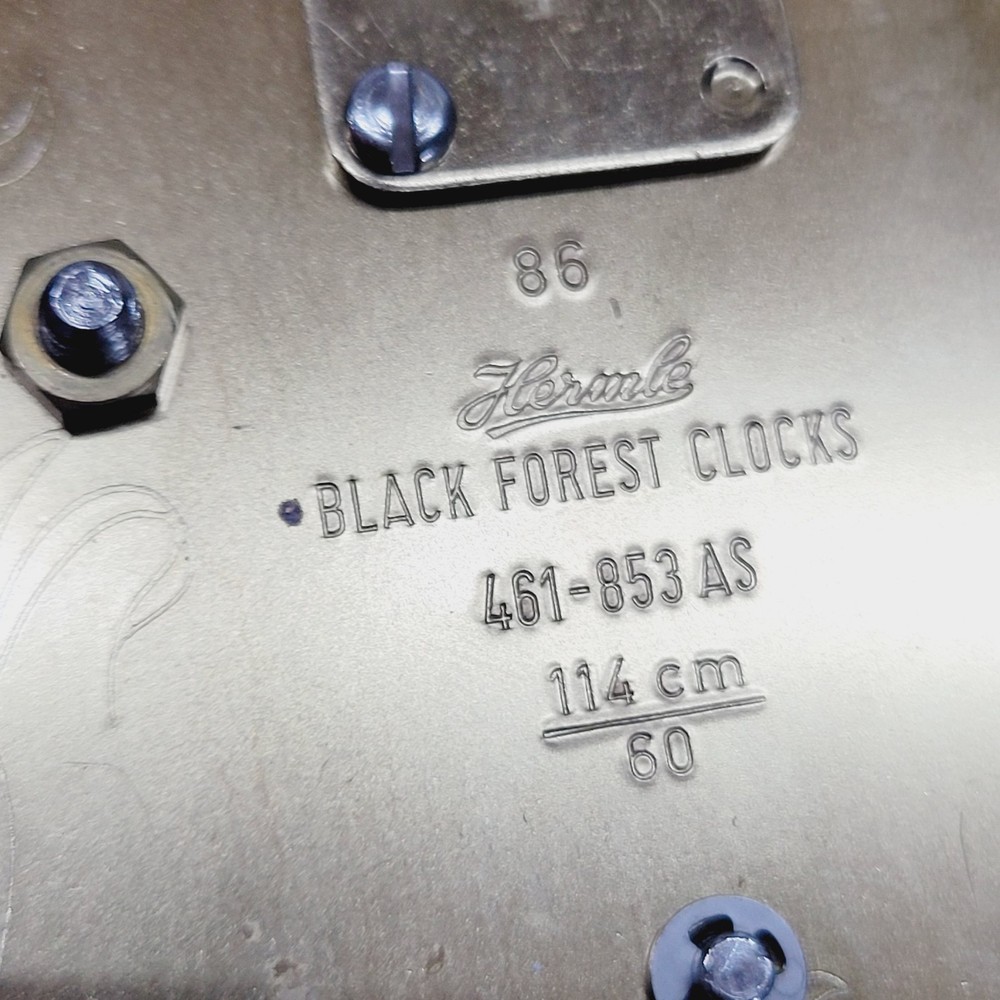 86
Hermle
BLACK FOREST CLOCKS
461-853 AS
114 cm
60